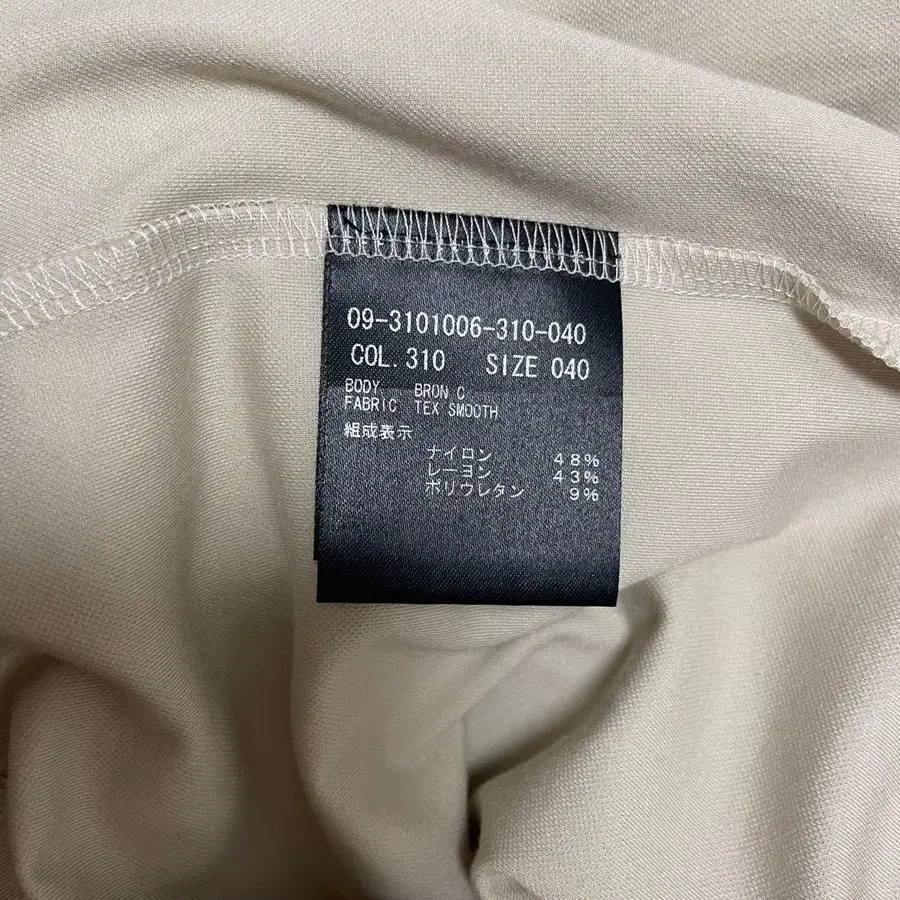 09-3101006-310-040
COL.310 SIZE 040
BODY BRON C
FABRIC TEX SMOOTH
組成表示
ナイロン 48%
レーヨン 43%
ポリウレタン 9%